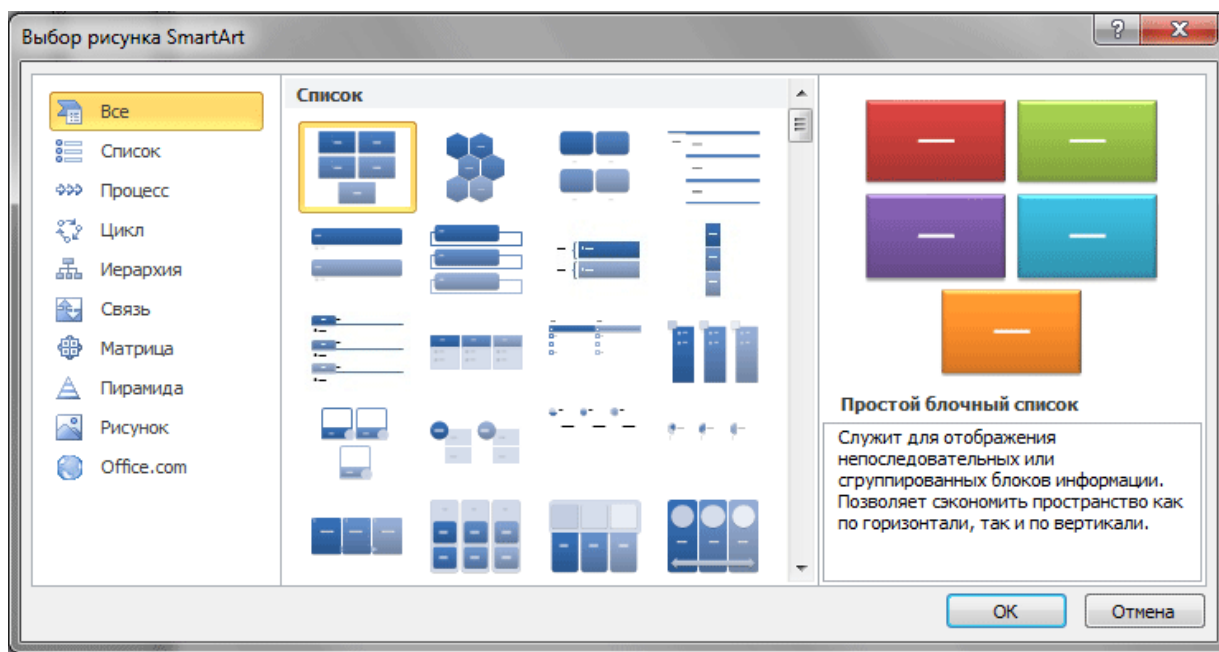 Выбор рисунка SmartArt
Все
Список
Процесс
Цикл
Иерархия
Связь
Матрица
Пирамида
Рисунок
Office.com
Список
Простой блочный список
Служит для отображения
непоследовательных или
сгруппированных блоков информации.
Позволяет сэкономить пространство как
по горизонтали, так и по вертикали.
ОК
Отмена